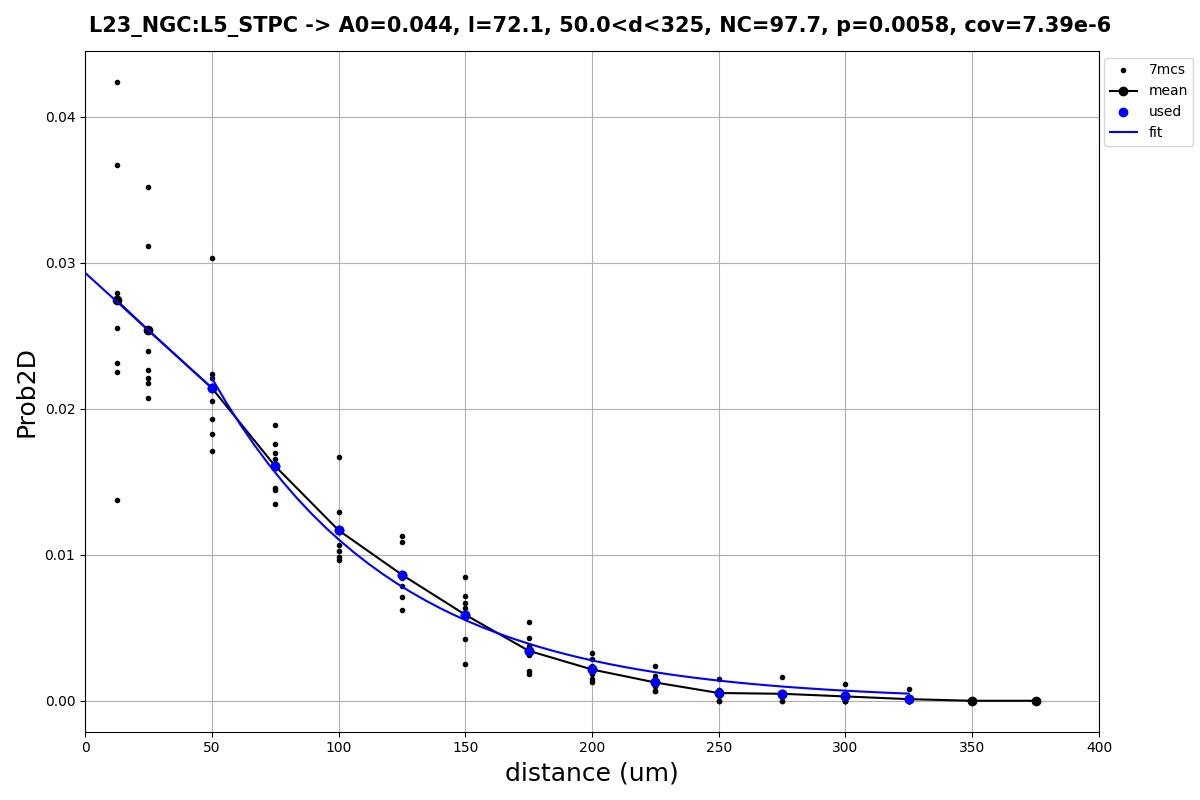 L23_NGC:L5_STPC -> A0=0.044, l=72.1, 50.0<d<325, NC=97.7, p=0.0058, cov=7.39e-6
7mcs
mean
used
fit
0.04
0.03
0.02
0.01
0.00
Prob2D
0 50 100 150 200 250 300 350 400
distance (um)